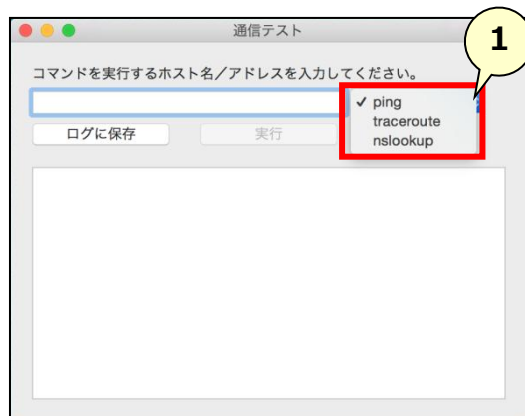 通信テスト
1
コマンドを実行するホスト名／アドレスを入力してください。
✓ ping
traceroute
nslookup
ログに保存
実行